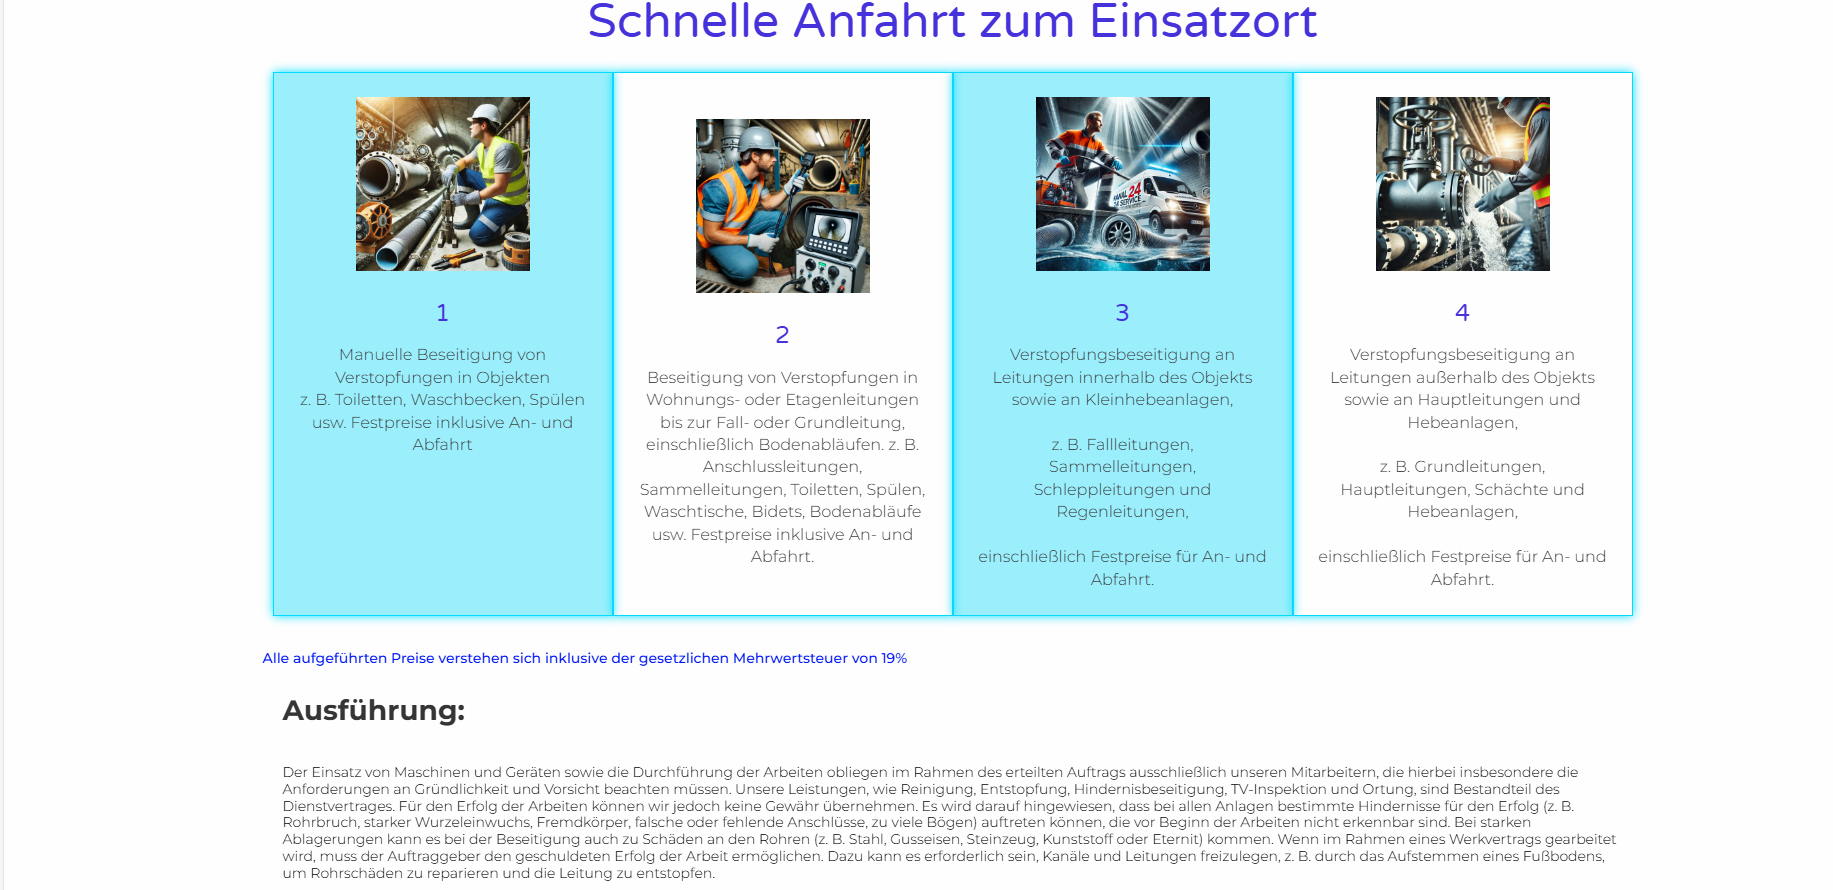 Schnelle Anfahrt zum Einsatzort
24
24 SERVICE
1
Manuelle Beseitigung von
Verstopfungen in Objekten
z. B. Toiletten, Waschbecken, Spülen
usw. Festpreise inklusive An- und
Abfahrt
2
Beseitigung von Verstopfungen in
Wohnungs- oder Etagenleitungen
bis zur Fall- oder Grundleitung,
einschließlich Bodenabläufen. z. B.
Anschlussleitungen,
Sammelleitungen, Toiletten, Spülen,
Waschtische, Bidets, Bodenabläufe
usw. Festpreise inklusive An- und
Abfahrt.
3
Verstopfungsbeseitigung an
Leitungen innerhalb des Objekts
sowie an Kleinhebeanlagen,
z. B. Fallleitungen,
Sammelleitungen,
Schleppleitungen und
Regenleitungen,
einschließlich Festpreise für An- und
Abfahrt.
4
Verstopfungsbeseitigung an
Leitungen außerhalb des Objekts
sowie an Hauptleitungen und
Hebeanlagen,
z. B. Grundleitungen,
Hauptleitungen, Schächte und
Hebeanlagen,
einschließlich Festpreise für An- und
Abfahrt.
Alle aufgeführten Preise verstehen sich inklusive der gesetzlichen Mehrwertsteuer von 19%
Ausführung:
Der Einsatz von Maschinen und Geräten sowie die Durchführung der Arbeiten obliegen im Rahmen des erteilten Auftrags ausschließlich unseren Mitarbeitern, die hierbei insbesondere die
Anforderungen an Gründlichkeit und Vorsicht beachten müssen. Unsere Leistungen, wie Reinigung, Entstopfung, Hindernisbeseitigung, TV-Inspektion und Ortung, sind Bestandteil des
Dienstvertrages. Für den Erfolg der Arbeiten können wir jedoch keine Gewähr übernehmen. Es wird darauf hingewiesen, dass bei allen Anlagen bestimmte Hindernisse für den Erfolg (z. B.
Rohrbruch, starker Wurzeleinwuchs, Fremdkörper, falsche oder fehlende Anschlüsse, zu viele Bögen) auftreten können, die vor Beginn der Arbeiten nicht erkennbar sind. Bei starken
Ablagerungen kann es bei der Beseitigung auch zu Schäden an den Rohren (z. B. Stahl, Gusseisen, Steinzeug, Kunststoff oder Eternit) kommen. Wenn im Rahmen eines Werkvertrags gearbeitet
wird, muss der Auftraggeber den geschuldeten Erfolg der Arbeit ermöglichen. Dazu kann es erforderlich sein, Kanäle und Leitungen freizulegen, z. B. durch das Aufstemmen eines Fußbodens,
um Rohrschäden zu reparieren und die Leitung zu entstopfen.